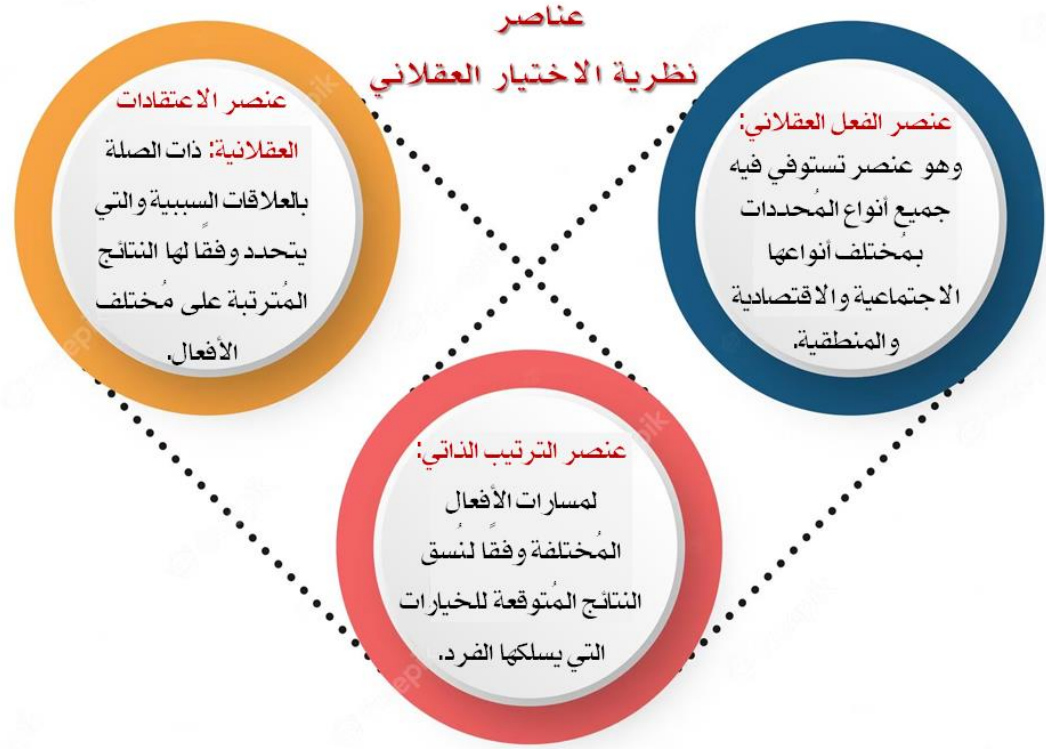 عناصر
نظرية الاختيار العقلاني
عنصر الفعل العقلاني:
وهو عنصر تستوفي فيه
جميع أنواع المُحددات
بمُختلف أنواعها
الاجتماعية والاقتصادية
والمنطقية.
عنصر الاعتقادات
العقلانية: ذات الصلة
بالعلاقات السببية والتي
يتحدد وفقًا لها النتائج
المُترتبة على مُختلف
الأفعال.
عنصر الترتيب الذاتي:
لمسارات الأفعال
المُختلفة وفقًا لنُسق
النتائج المُتوقعة للخيارات
التي يسلكها الفرد.